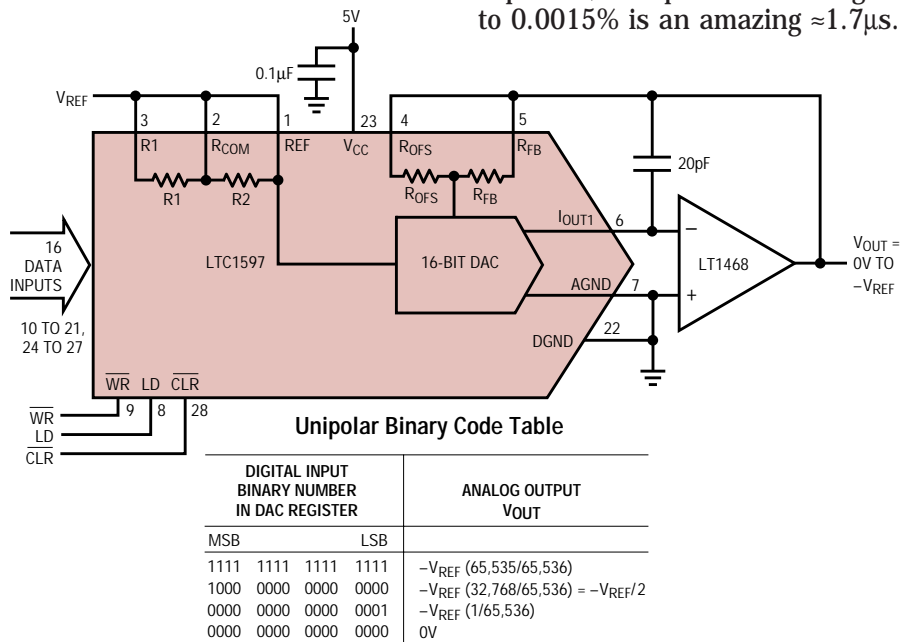 to 0.0015% is an amazing ≈1.7µs.
5V
0.1µF
VREF
3 2 1 23 4 5
R1 RCOM REF VCC ROFS RFB
R1 R2 ROFS RFB
20pF
IOUT1 6
16
DATA
INPUTS
LTC1597
16-BIT DAC
LT1468
VOUT =
0V TO
−VREF
AGND 7
10 TO 21,
24 TO 27
DGND 22
WR LD CLR
9 8 28
WR
LD
CLR
Unipolar Binary Code Table
DIGITAL INPUT
BINARY NUMBER
IN DAC REGISTER
ANALOG OUTPUT
VOUT
MSB LSB
1111 1111 1111 1111 −VREF (65,535/65,536)
1000 0000 0000 0000 −VREF (32,768/65,536) = −VREF/2
0000 0000 0000 0001 −VREF (1/65,536)
0000 0000 0000 0000 0V